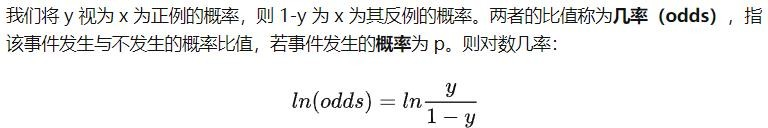 我们将 y 视为 x 为正例的概率，则 1-y 为 x 为其反例的概率。两者的比值称为几率（odds），指
该事件发生与不发生的概率比值，若事件发生的概率为 p。则对数几率：
ln(odds) = ln y/(1 − y)